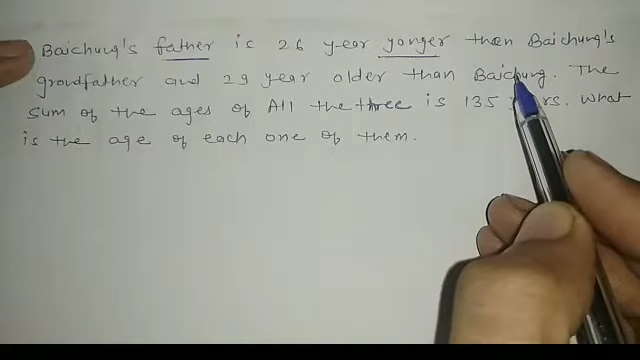 Baichung's father is 26 year yonger then Baichung's
grandfather and 29 year older than Baichung. The
sum of the ages of All the three is 135 What
is the age of each one of them.